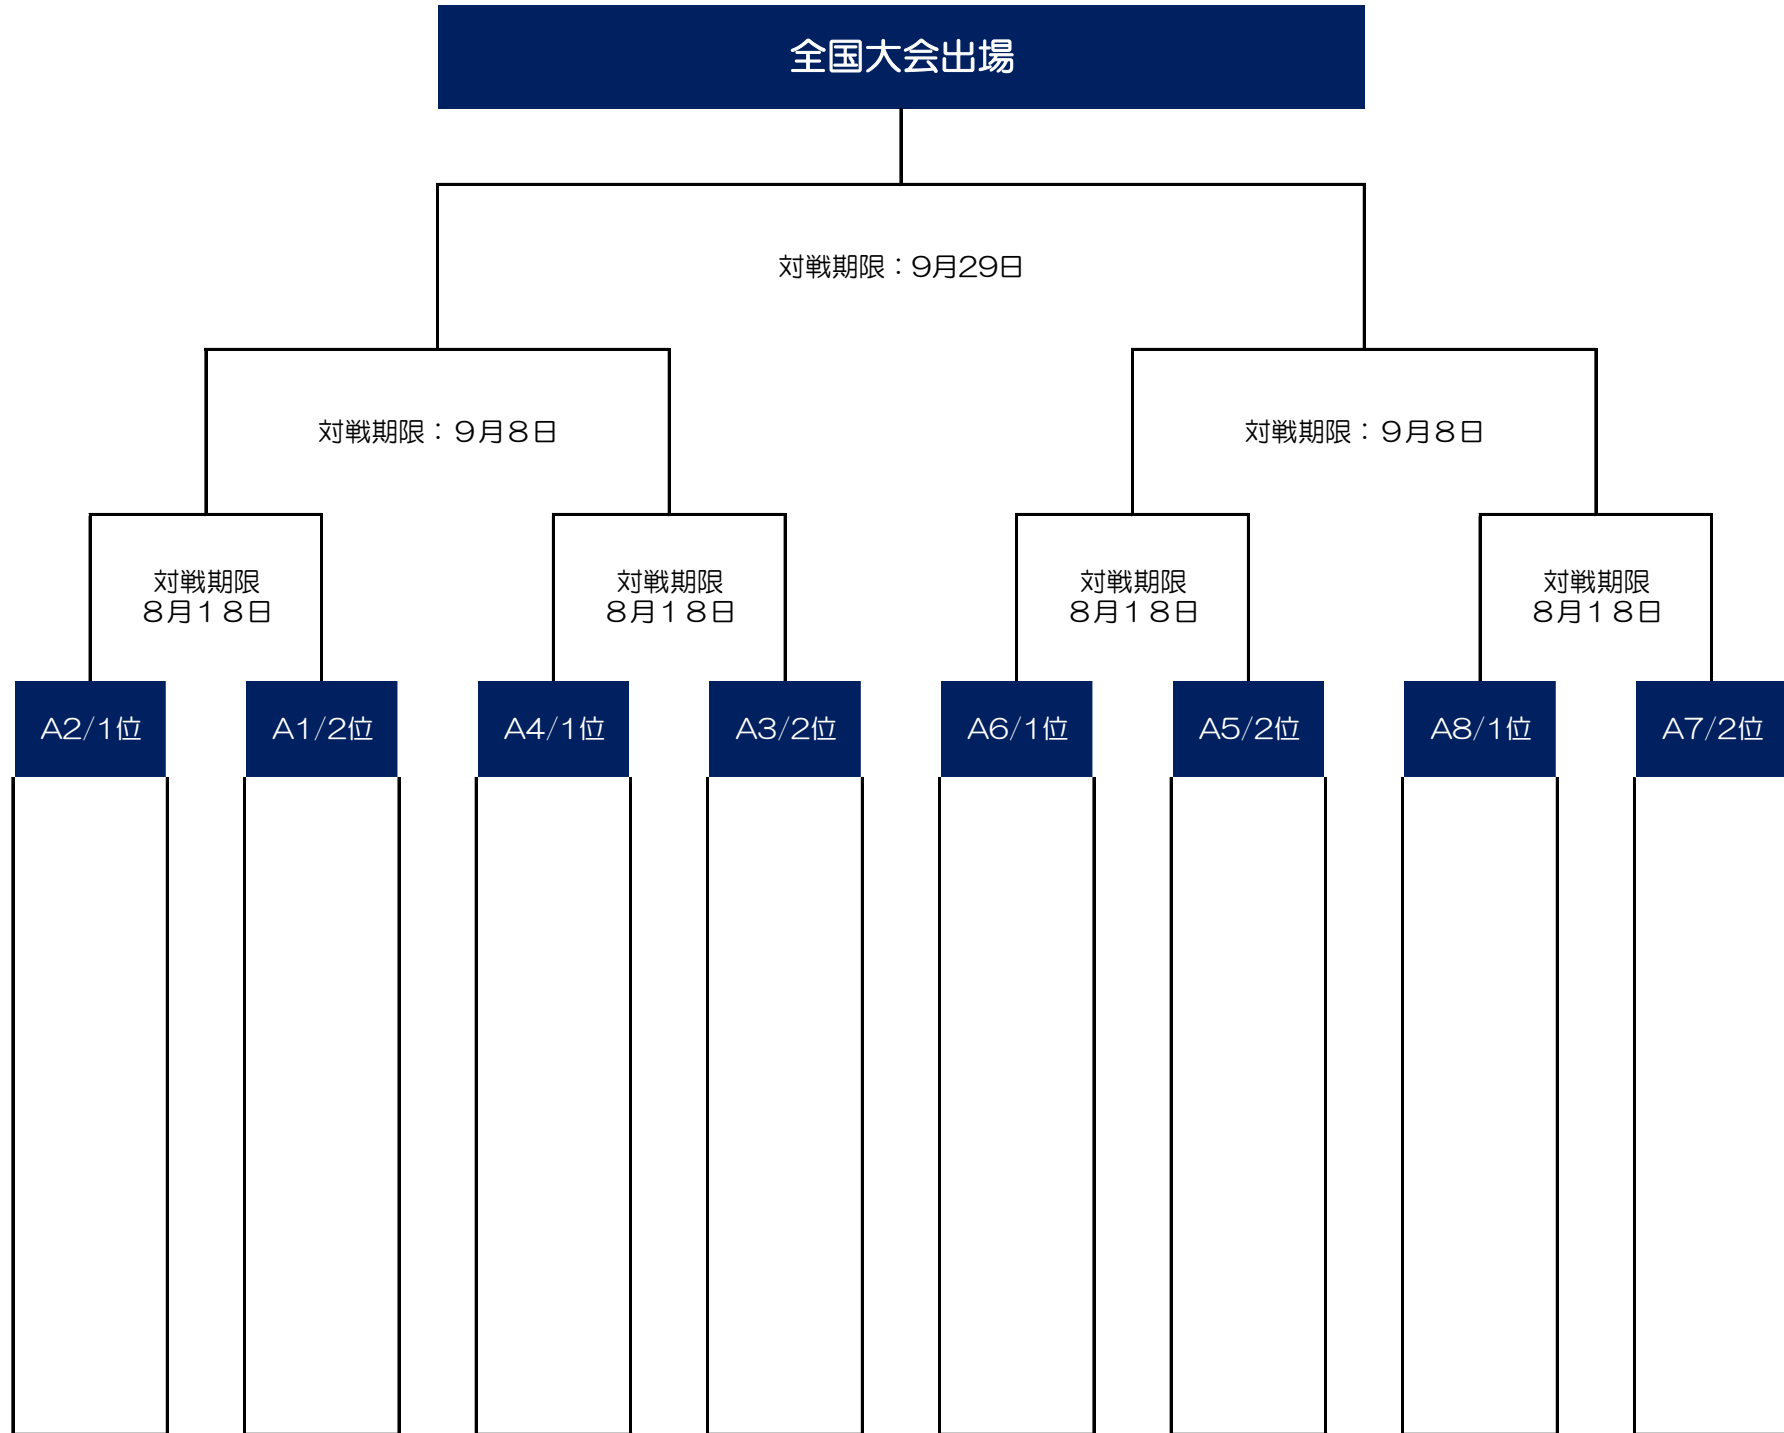 全国大会出場
対戦期限：9月29日
対戦期限：９月８日
対戦期限：９月８日
対戦期限
８月１８日
対戦期限
８月１８日
対戦期限
８月１８日
対戦期限
８月１８日
A2/1位
A1/2位
A4/1位
A3/2位
A6/1位
A5/2位
A8/1位
A7/2位